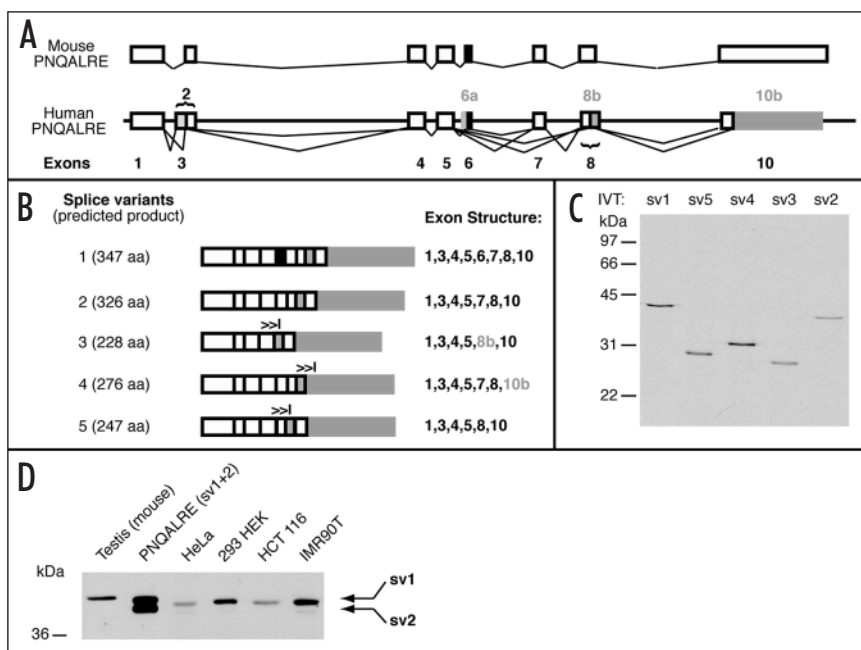 A
Mouse
PNQALRE
2
6a
8b
10b
Human
PNQALRE
Exons
1
3
4
5
6
7
8
10
B
Splice variants
(predicted product)
Exon Structure:
1 (347 aa)
1,3,4,5,6,7,8,10
2 (326 aa)
1,3,4,5,7,8,10
>>I
3 (228 aa)
1,3,4,5,8b,10
>>I
4 (276 aa)
1,3,4,5,7,8,10b
>>I
5 (247 aa)
1,3,4,5,8,10
C
IVT: sv1 sv5 sv4 sv3 sv2
kDa
97
66
45
31
22
D
Testis (mouse)
PNQALRE (sv1+2)
HeLa
293 HEK
HCT 116
IMR90T
kDa
sv1
sv2
36